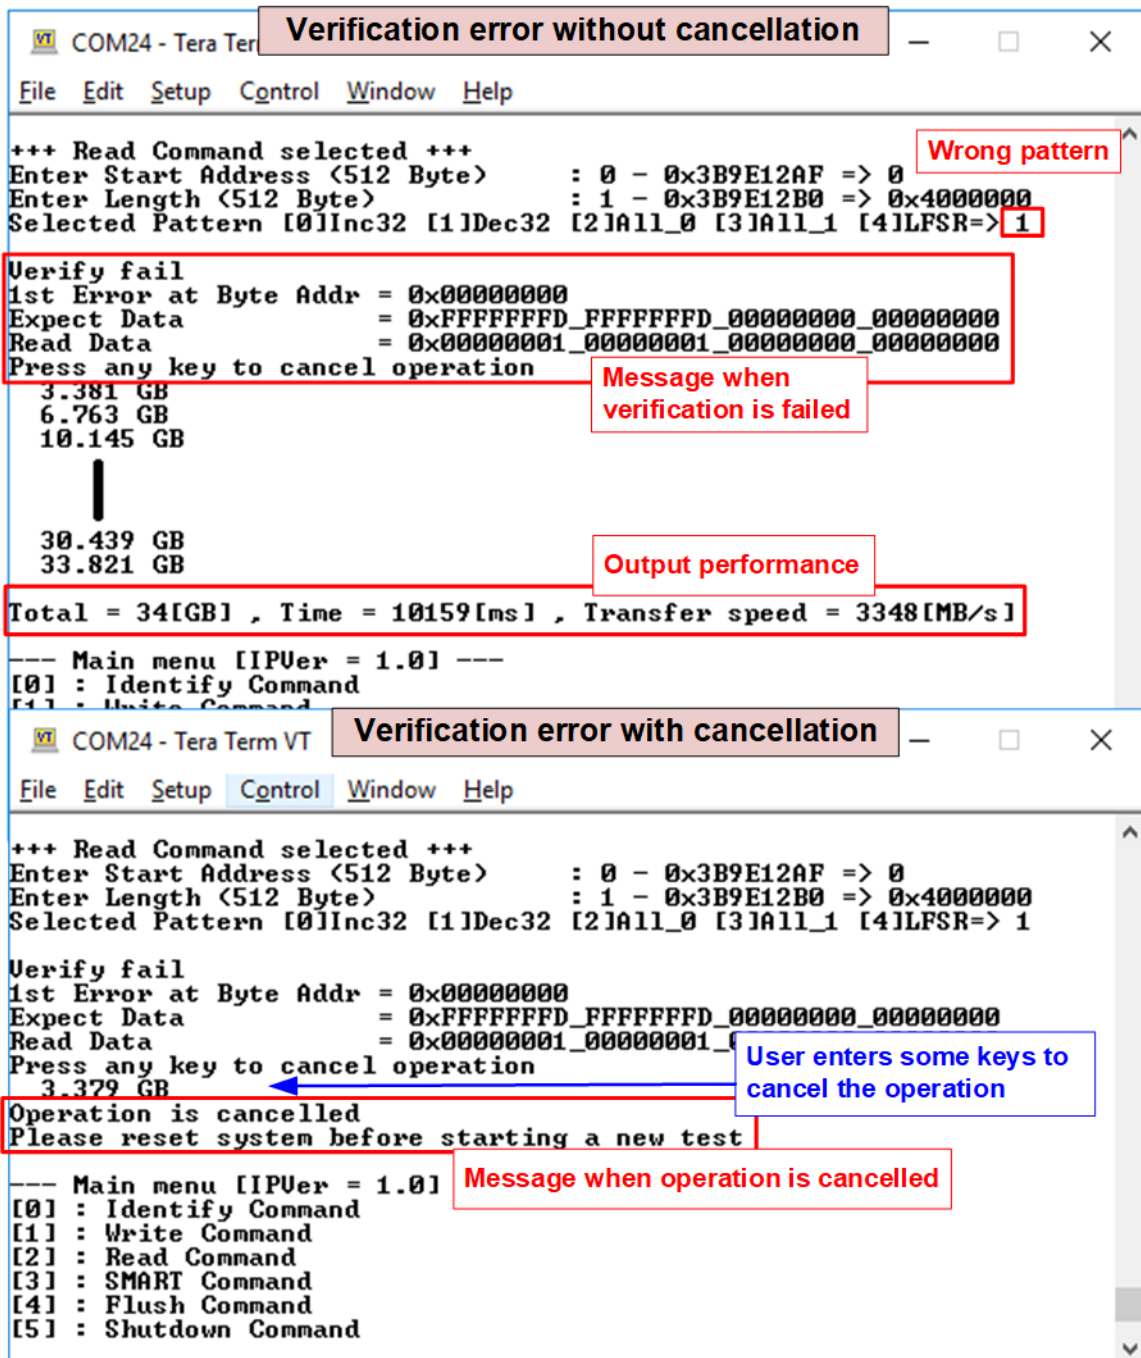 Verification error without cancellation
COM24 - Tera Ter
File Edit Setup Control Window Help
+++ Read Command selected +++
Wrong pattern
Enter Start Address (512 Byte) : 0 - 0x3B9E12AF => 0
Enter Length (512 Byte) : 1 - 0x3B9E12B0 => 0x4000000
Selected Pattern [0]Inc32 [1]Dec32 [2]All_0 [3]All_1 [4]LFSR=> 1
Verify fail
1st Error at Byte Addr = 0x00000000
Expect Data = 0xFFFFFFFD_FFFFFFFD_00000000_00000000
Read Data = 0x00000001_00000001_00000000_00000000
Press any key to cancel operation
Message when
verification is failed
3.381 GB
6.763 GB
10.145 GB
30.439 GB
33.821 GB
Output performance
Total = 34[GB] , Time = 10159[ms] , Transfer speed = 3348[MB/s]
--- Main menu [IPVer = 1.0] ---
[0] : Identify Command
[1] : Write Command
Verification error with cancellation
COM24 - Tera Term VT
File Edit Setup Control Window Help
+++ Read Command selected +++
Enter Start Address (512 Byte) : 0 - 0x3B9E12AF => 0
Enter Length (512 Byte) : 1 - 0x3B9E12B0 => 0x4000000
Selected Pattern [0]Inc32 [1]Dec32 [2]All_0 [3]All_1 [4]LFSR=> 1
Verify fail
1st Error at Byte Addr = 0x00000000
Expect Data = 0xFFFFFFFD_FFFFFFFD_00000000_00000000
Read Data = 0x00000001_00000001_
Press any key to cancel operation
User enters some keys to
cancel the operation
3.379 GB
Operation is cancelled
Please reset system before starting a new test
Message when operation is cancelled
--- Main menu [IPVer = 1.0]
[0] : Identify Command
[1] : Write Command
[2] : Read Command
[3] : SMART Command
[4] : Flush Command
[5] : Shutdown Command